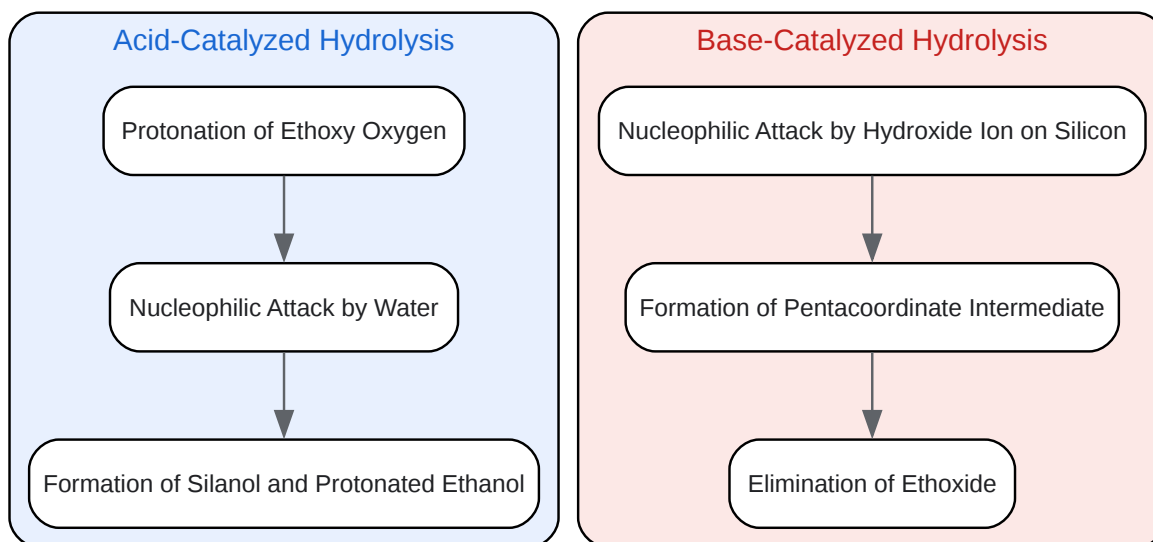 Acid-Catalyzed Hydrolysis
Protonation of Ethoxy Oxygen
Nucleophilic Attack by Water
Formation of Silanol and Protonated Ethanol
Base-Catalyzed Hydrolysis
Nucleophilic Attack by Hydroxide Ion on Silicon
Formation of Pentacoordinate Intermediate
Elimination of Ethoxide